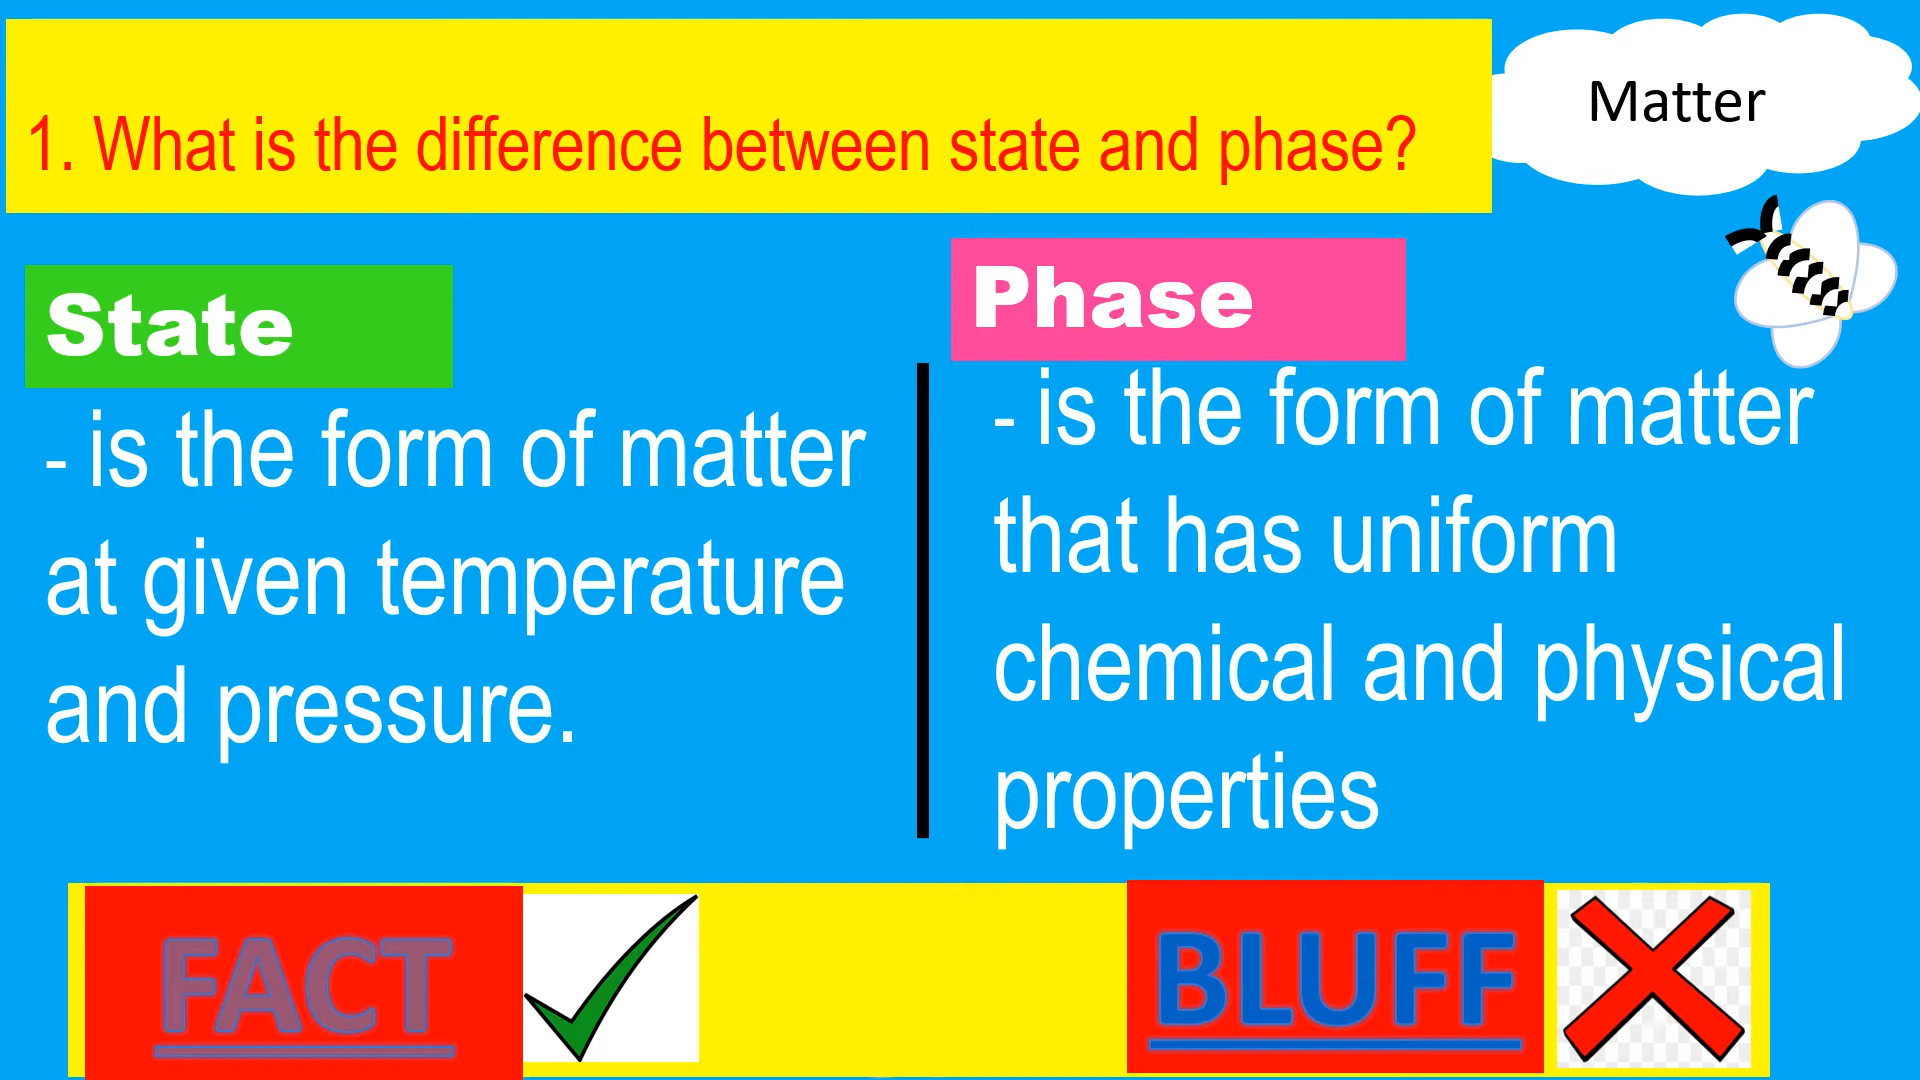 1. What is the difference between state and phase?
Matter
State
- is the form of matter
at given temperature
and pressure.
Phase
- is the form of matter
that has uniform
chemical and physical
properties
FACT
BLUFF